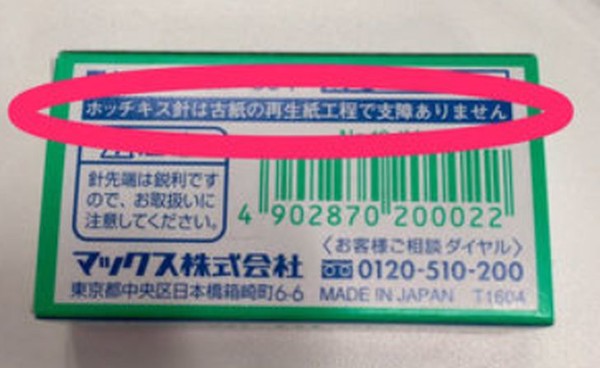 ホッチキス針は古紙の再生紙工程で支障ありません
針先端は鋭利です
ので、お取扱いに
注意してください。
4 902870 200022
〈お客様ご相談ダイヤル〉
マックス株式会社
0120-510-200
東京都中央区日本橋箱崎町6-6
MADE IN JAPAN T1604